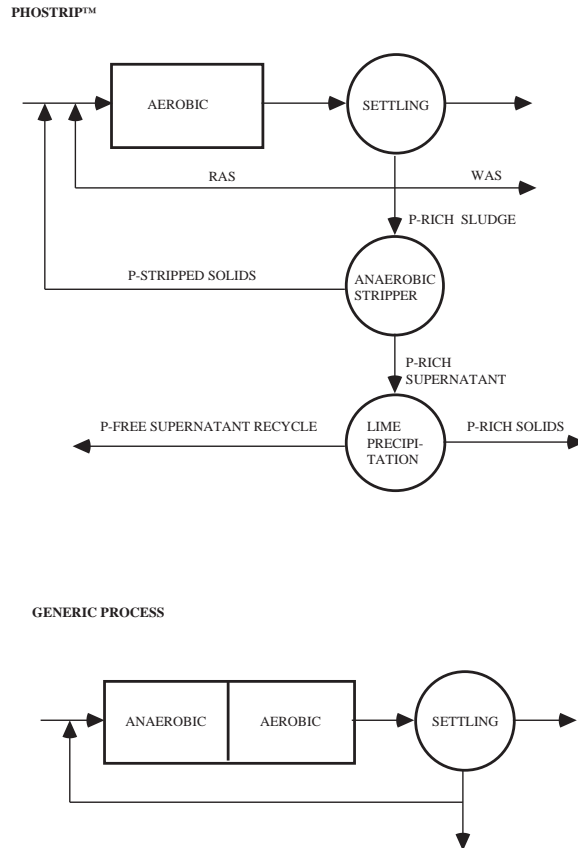 PHOSTRIP™
AEROBIC
SETTLING
RAS
WAS
P-RICH SLUDGE
P-STRIPPED SOLIDS
ANAEROBIC
STRIPPER
P-RICH
SUPERNATANT
P-FREE SUPERNATANT RECYCLE
LIME
PRECIPI-
TATION
P-RICH SOLIDS
GENERIC PROCESS
ANAEROBIC
AEROBIC
SETTLING